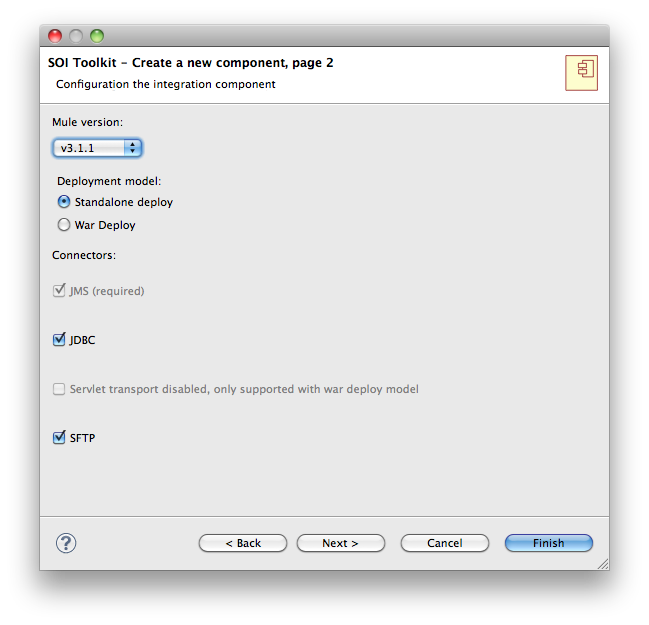 SOI Toolkit – Create a new component, page 2
Configuration the integration component
Mule version:
v3.1.1
Deployment model:
Standalone deploy
War Deploy
Connectors:
JMS (required)
JDBC
Servlet transport disabled, only supported with war deploy model
SFTP
? < Back Next > Cancel Finish